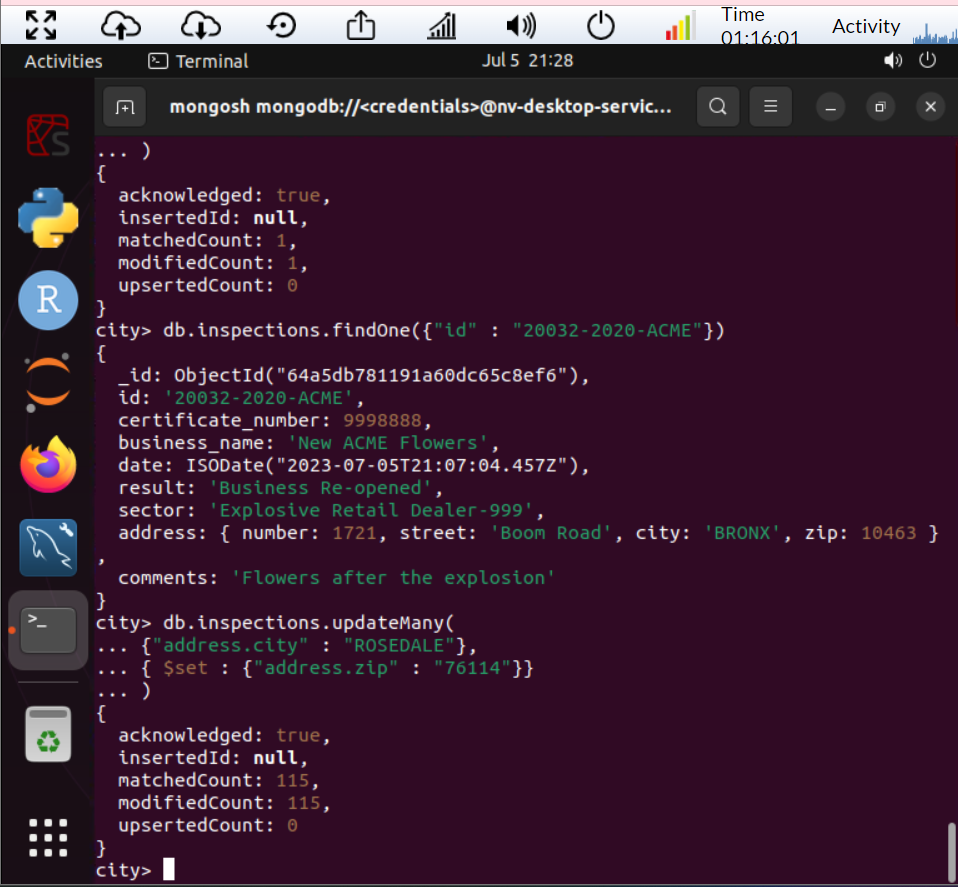 Time
01:16:01
Activity
Activities
Terminal
Jul 5 21:28
mongosh mongodb://<credentials>@nv-desktop-servic...
... )
{
  acknowledged: true,
  insertedId: null,
  matchedCount: 1,
  modifiedCount: 1,
  upsertedCount: 0
}
city> db.inspections.findOne({"id" : "20032-2020-ACME"})
{
  _id: ObjectId("64a5db781191a60dc65c8ef6"),
  id: '20032-2020-ACME',
  certificate_number: 9998888,
  business_name: 'New ACME Flowers',
  date: ISODate("2023-07-05T21:07:04.457Z"),
  result: 'Business Re-opened',
  sector: 'Explosive Retail Dealer-999',
  address: { number: 1721, street: 'Boom Road', city: 'BRONX', zip: 10463 }
,
  comments: 'Flowers after the explosion'
}
city> db.inspections.updateMany(
... {"address.city" : "ROSEDALE"},
... { $set : {"address.zip" : "76114"}}
... )
{
  acknowledged: true,
  insertedId: null,
  matchedCount: 115,
  modifiedCount: 115,
  upsertedCount: 0
}
city>
R
>_